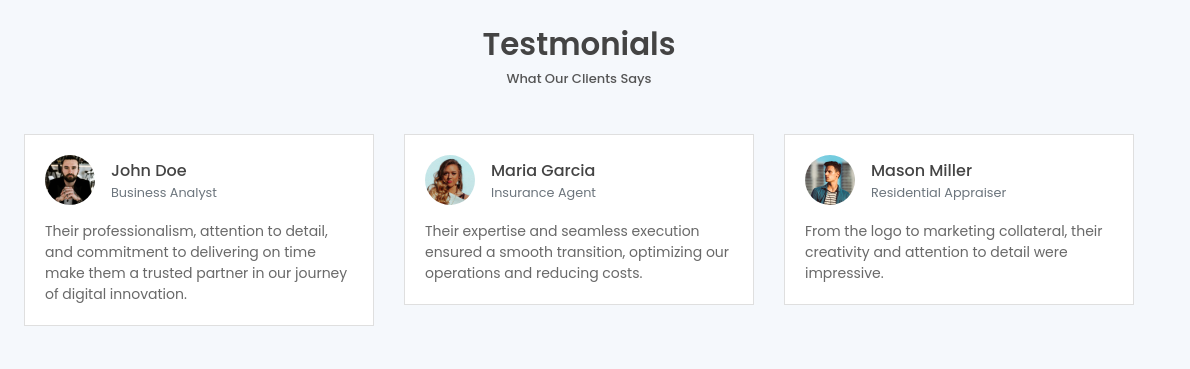 Testmonials
What Our Clients Says
John Doe
Business Analyst
Their professionalism, attention to detail,
and commitment to delivering on time
make them a trusted partner in our journey
of digital innovation.
Maria Garcia
Insurance Agent
Their expertise and seamless execution
ensured a smooth transition, optimizing our
operations and reducing costs.
Mason Miller
Residential Appraiser
From the logo to marketing collateral, their
creativity and attention to detail were
impressive.